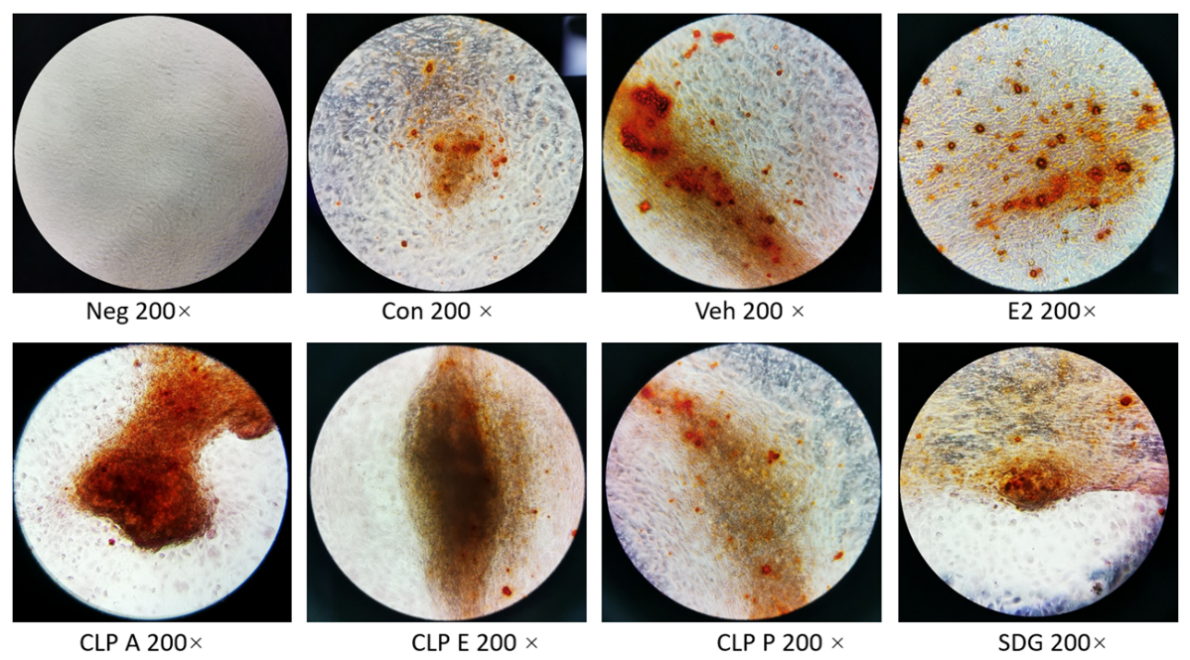 Neg 200×
Con 200 ×
Veh 200 ×
E2 200×
CLP A 200×
CLP E 200 ×
CLP P 200 ×
SDG 200×